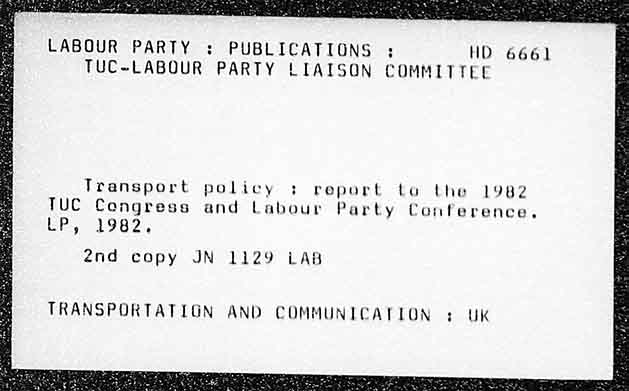 LABOUR PARTY : PUBLICATIONS : HD 6661
TUC-LABOUR PARTY LIAISON COMMITTEE
Transport policy : report to the 1982
TUC Congress and Labour Party Conference.
LP, 1982.
2nd copy JN 1129 LAB
TRANSPORTATION AND COMMUNICATION : UK